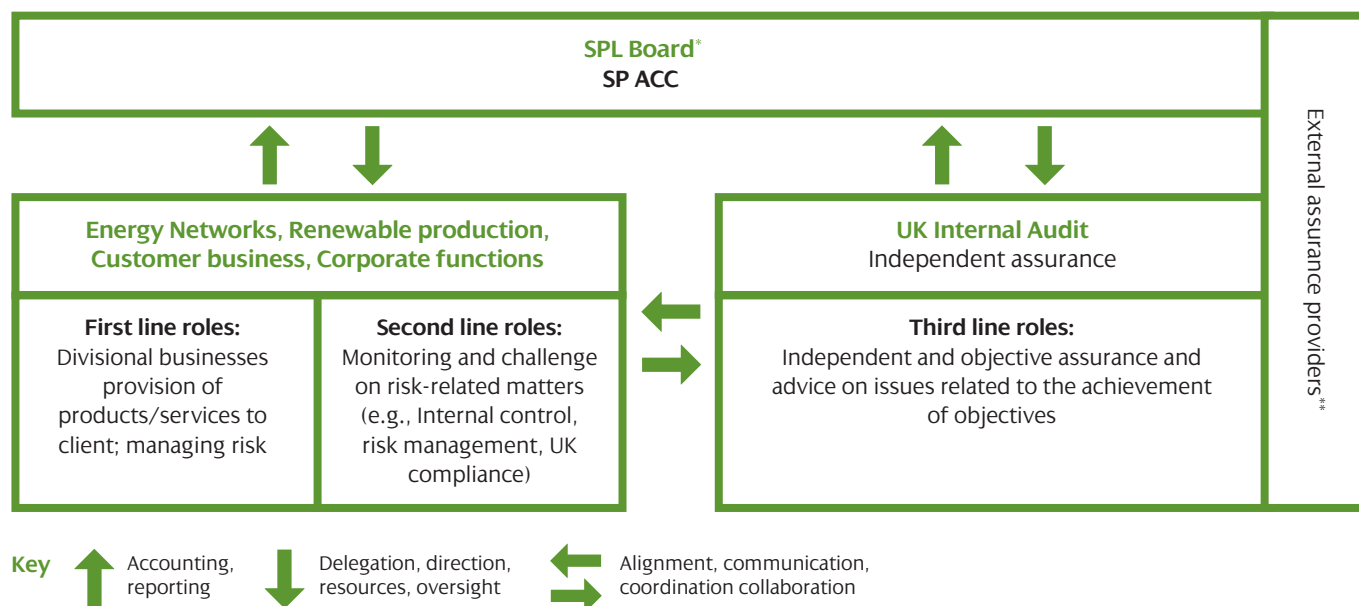 SPL Board*
SP ACC
External assurance providers**
Energy Networks, Renewable production,
Customer business, Corporate functions
UK Internal Audit
Independent assurance
First line roles:
Divisional businesses
provision of
products/services to
client; managing risk
Second line roles:
Monitoring and challenge
on risk-related matters
(e.g., Internal control,
risk management, UK
compliance)
Third line roles:
Independent and objective assurance and
advice on issues related to the achievement
of objectives
Key
Accounting,
reporting
Delegation, direction,
resources, oversight
Alignment, communication,
coordination collaboration